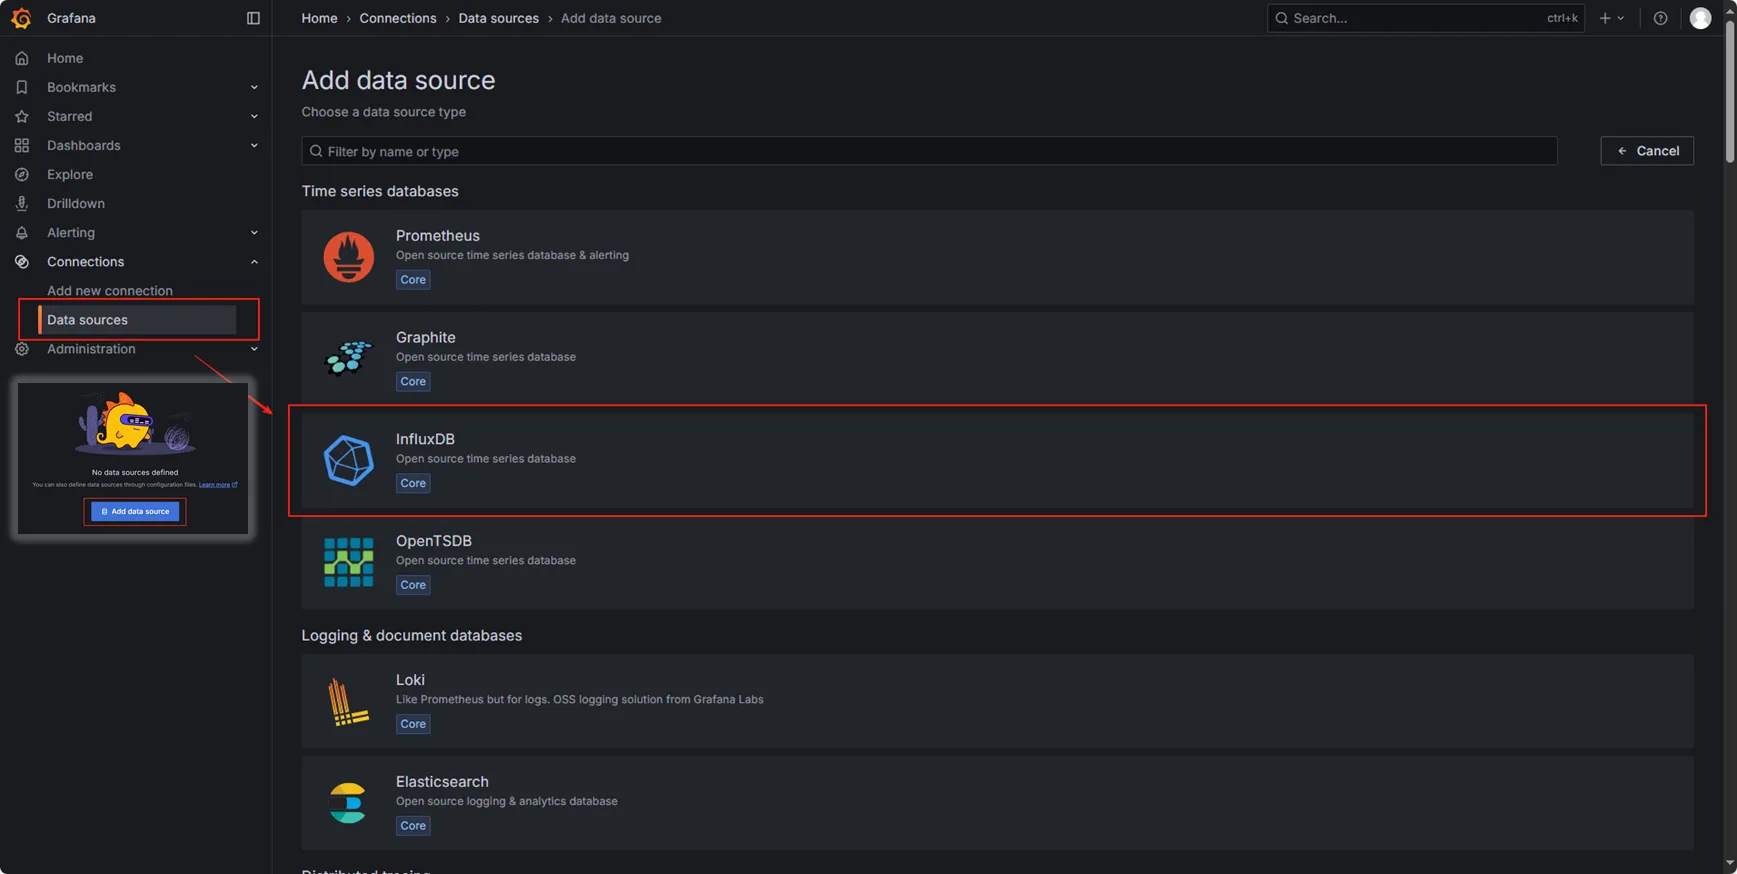 Grafana
Home › Connections › Data sources › Add data source
Search...
ctrl+k
Home
Bookmarks
Starred
Dashboards
Explore
Drilldown
Alerting
Connections
Add new connection
Data sources
Administration
No data sources defined
You can also define data sources through configuration files. Learn more
Add data source
Add data source
Choose a data source type
Filter by name or type
Cancel
Time series databases
Prometheus
Open source time series database & alerting
Core
Graphite
Open source time series database
Core
InfluxDB
Open source time series database
Core
OpenTSDB
Open source time series database
Core
Logging & document databases
Loki
Like Prometheus but for logs. OSS logging solution from Grafana Labs
Core
Elasticsearch
Open source logging & analytics database
Core
Distributed tracing